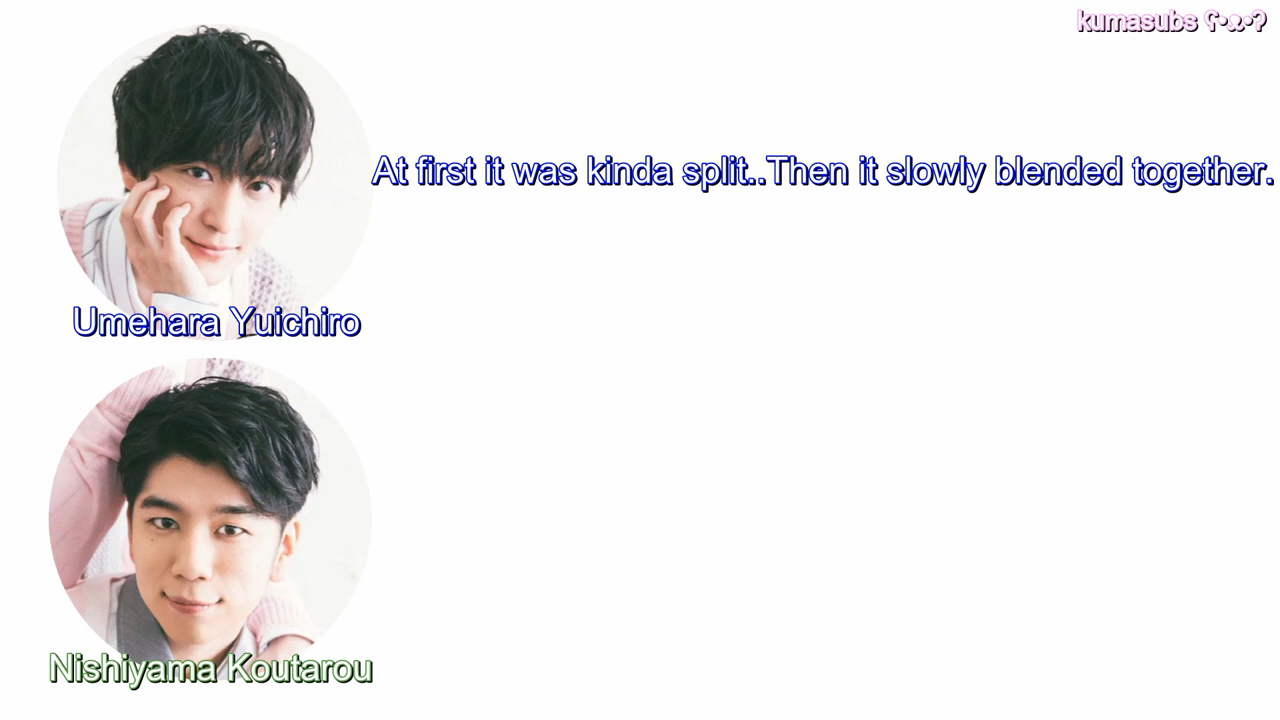 kumasubs ʕ•ᴥ•ʔ
At first it was kinda split..Then it slowly blended together.
Umehara Yuichiro
Nishiyama Koutarou